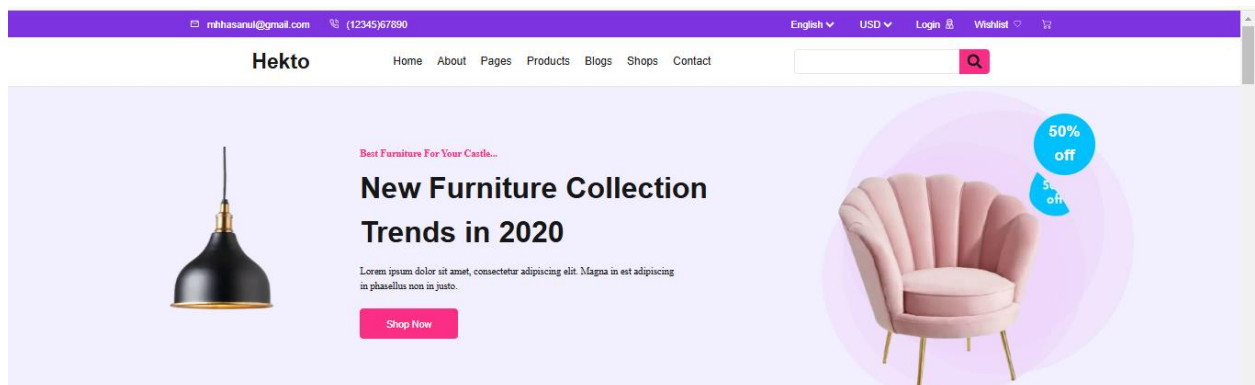 mhhasanul@gmail.com (12345)67890 English USD Login Wishlist
Hekto Home About Pages Products Blogs Shops Contact
50%
off
Best Furniture For Your Castle...
New Furniture Collection
Trends in 2020
off
Lorem ipsum dolor sit amet, consectetur adipiscing elit. Magna in est adipiscing
in phasellus non in justo.
Shop Now